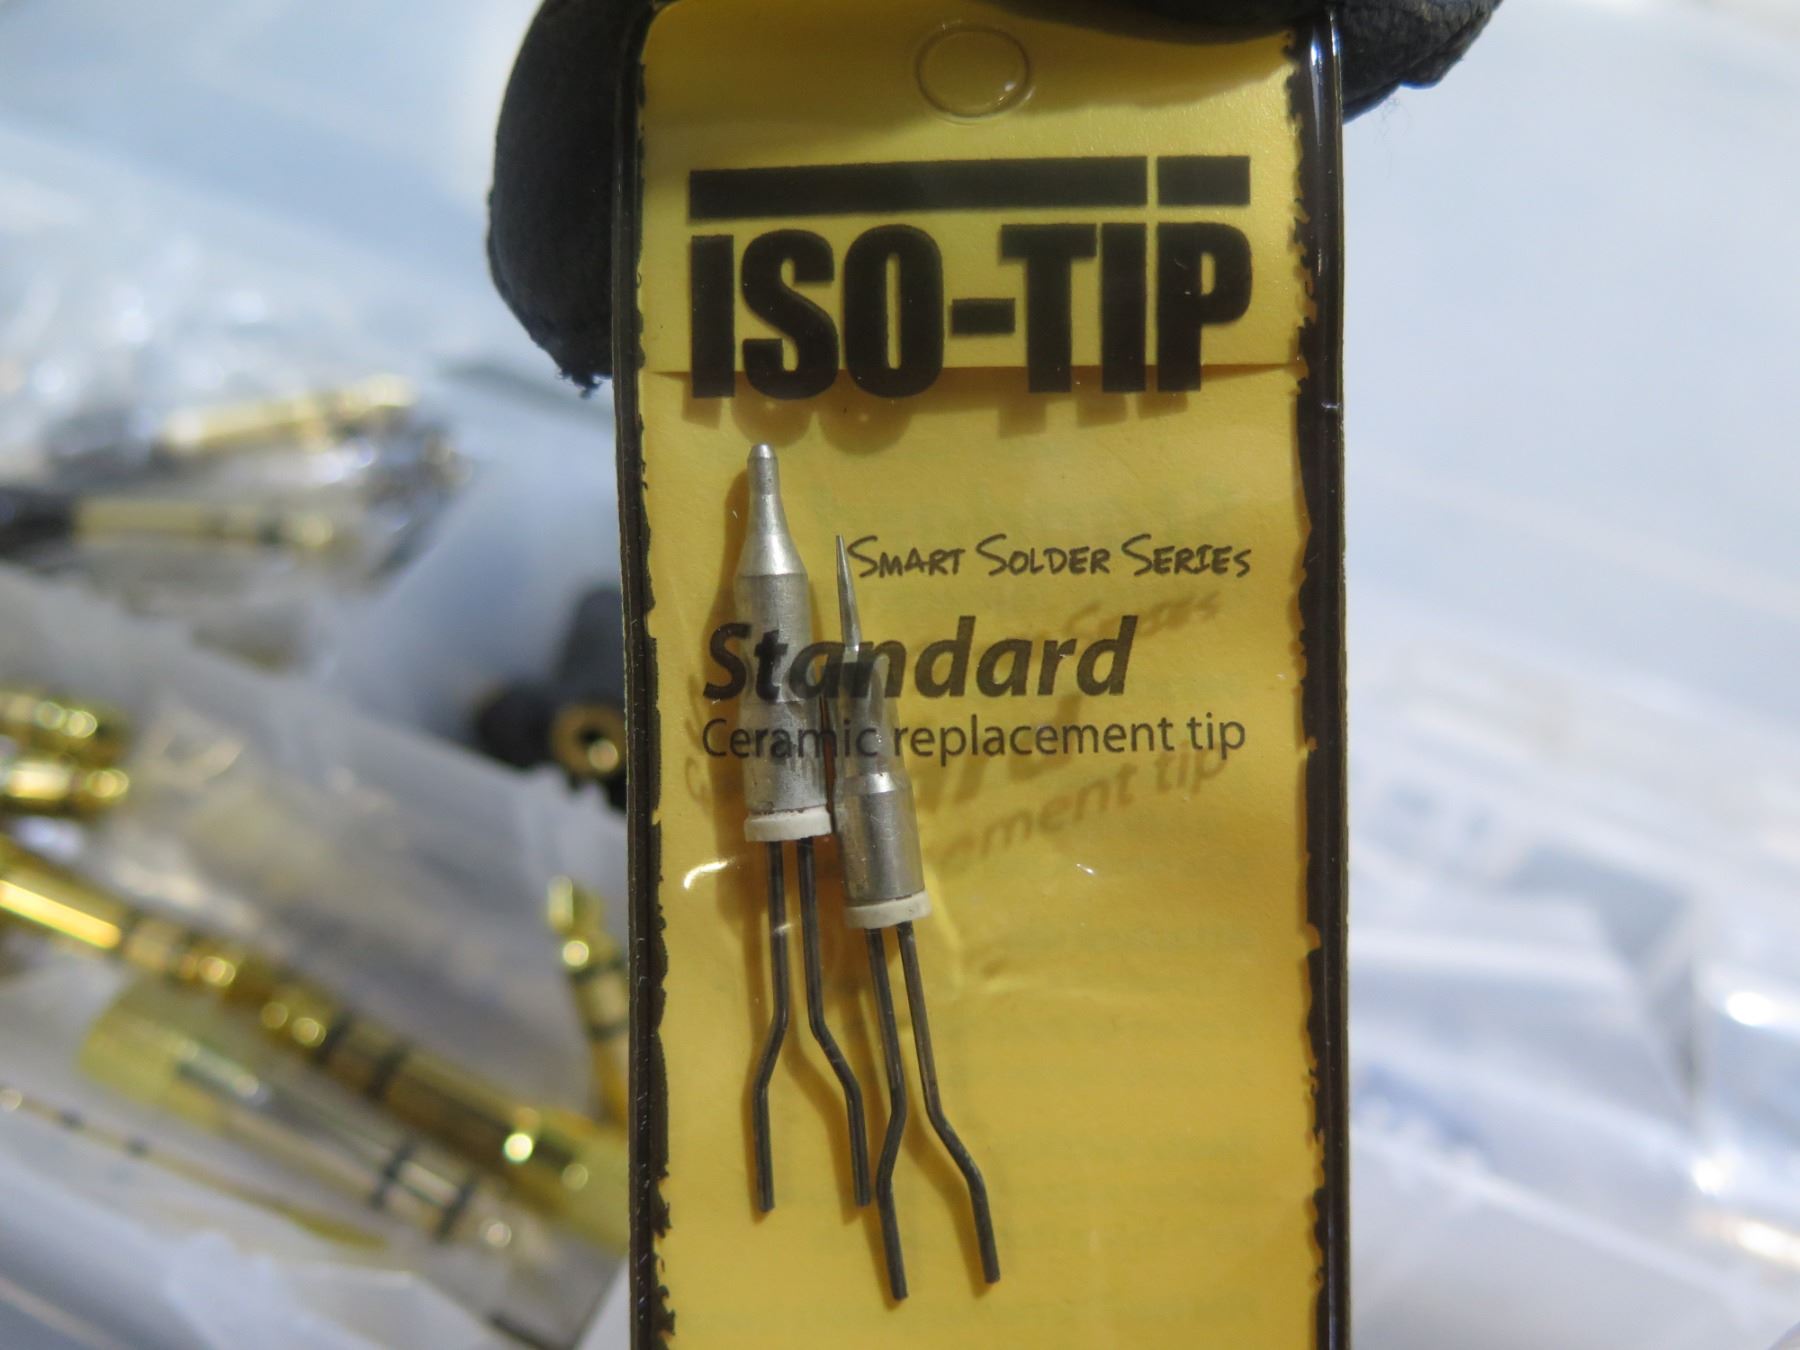 ISO-TIP
SMART SOLDER SERIES
Standard
Ceramic replacement tip